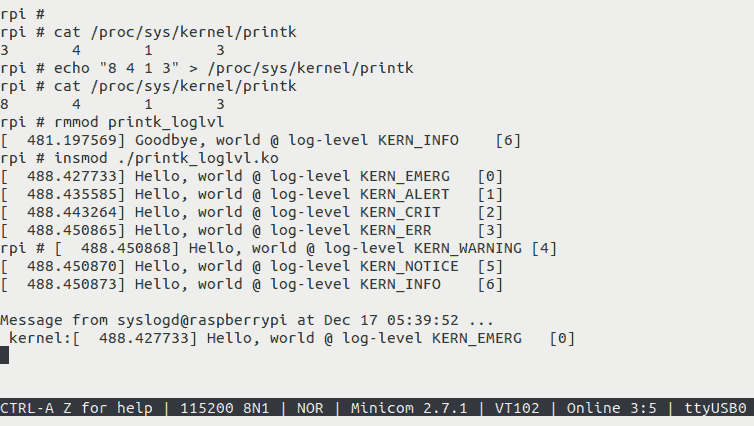 rpi #
rpi # cat /proc/sys/kernel/printk
3       4       1       3
rpi # echo "8 4 1 3" > /proc/sys/kernel/printk
rpi # cat /proc/sys/kernel/printk
8       4       1       3
rpi # rmmod printk_loglvl
[  481.197569] Goodbye, world @ log-level KERN_INFO    [6]
rpi # insmod ./printk_loglvl.ko
[  488.427733] Hello, world @ log-level KERN_EMERG   [0]
[  488.435585] Hello, world @ log-level KERN_ALERT   [1]
[  488.443264] Hello, world @ log-level KERN_CRIT    [2]
[  488.450865] Hello, world @ log-level KERN_ERR     [3]
rpi # [  488.450868] Hello, world @ log-level KERN_WARNING [4]
[  488.450870] Hello, world @ log-level KERN_NOTICE  [5]
[  488.450873] Hello, world @ log-level KERN_INFO    [6]
Message from syslogd@raspberrypi at Dec 17 05:39:52 ...
 kernel:[  488.427733] Hello, world @ log-level KERN_EMERG   [0]
CTRL-A Z for help | 115200 8N1 | NOR | Minicom 2.7.1 | VT102 | Online 3:5 | ttyUSB0